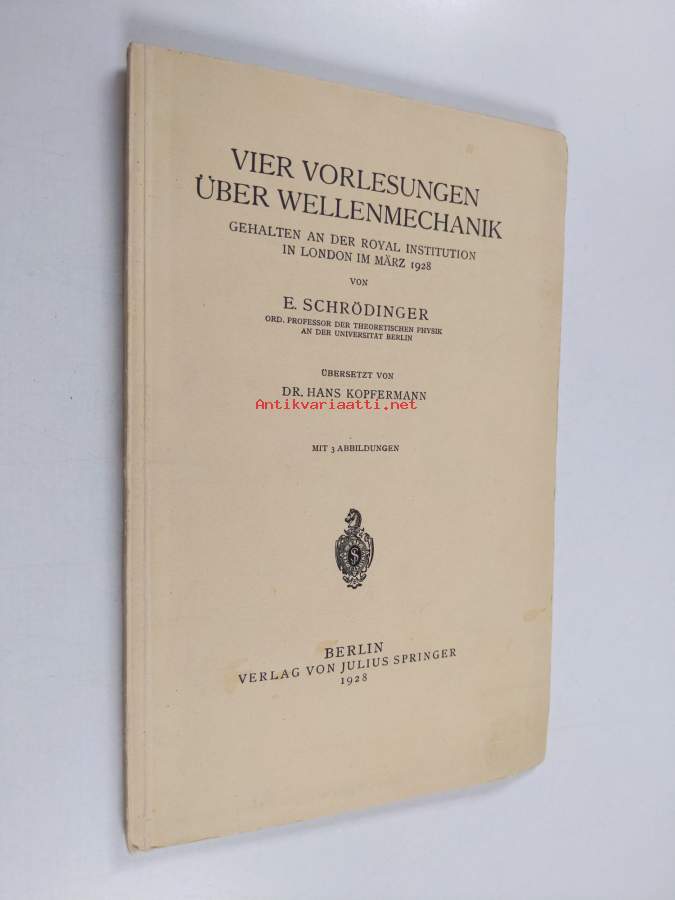 VIER VORLESUNGEN
ÜBER WELLENMECHANIK
GEHALTEN AN DER ROYAL INSTITUTION
IN LONDON IM MÄRZ 1928
VON
E. SCHRÖDINGER
ORD. PROFESSOR DER THEORETISCHEN PHYSIK
AN DER UNIVERSITÄT BERLIN
ÜBERSETZT VON
DR. HANS KOPFERMANN
Antikvariaatti.net
MIT 3 ABBILDUNGEN
BERLIN
VERLAG VON JULIUS SPRINGER
1928